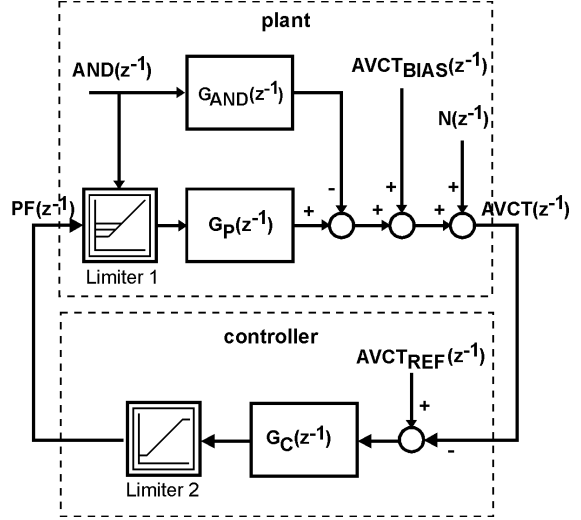 plant
AND(z⁻¹)
G_AND(z⁻¹)
AVCT_BIAS(z⁻¹)
N(z⁻¹)
-
+
+
PF(z⁻¹)
G_P(z⁻¹)
+
+
+
AVCT(z⁻¹)
Limiter 1
controller
AVCT_REF(z⁻¹)
+
G_C(z⁻¹)
-
Limiter 2